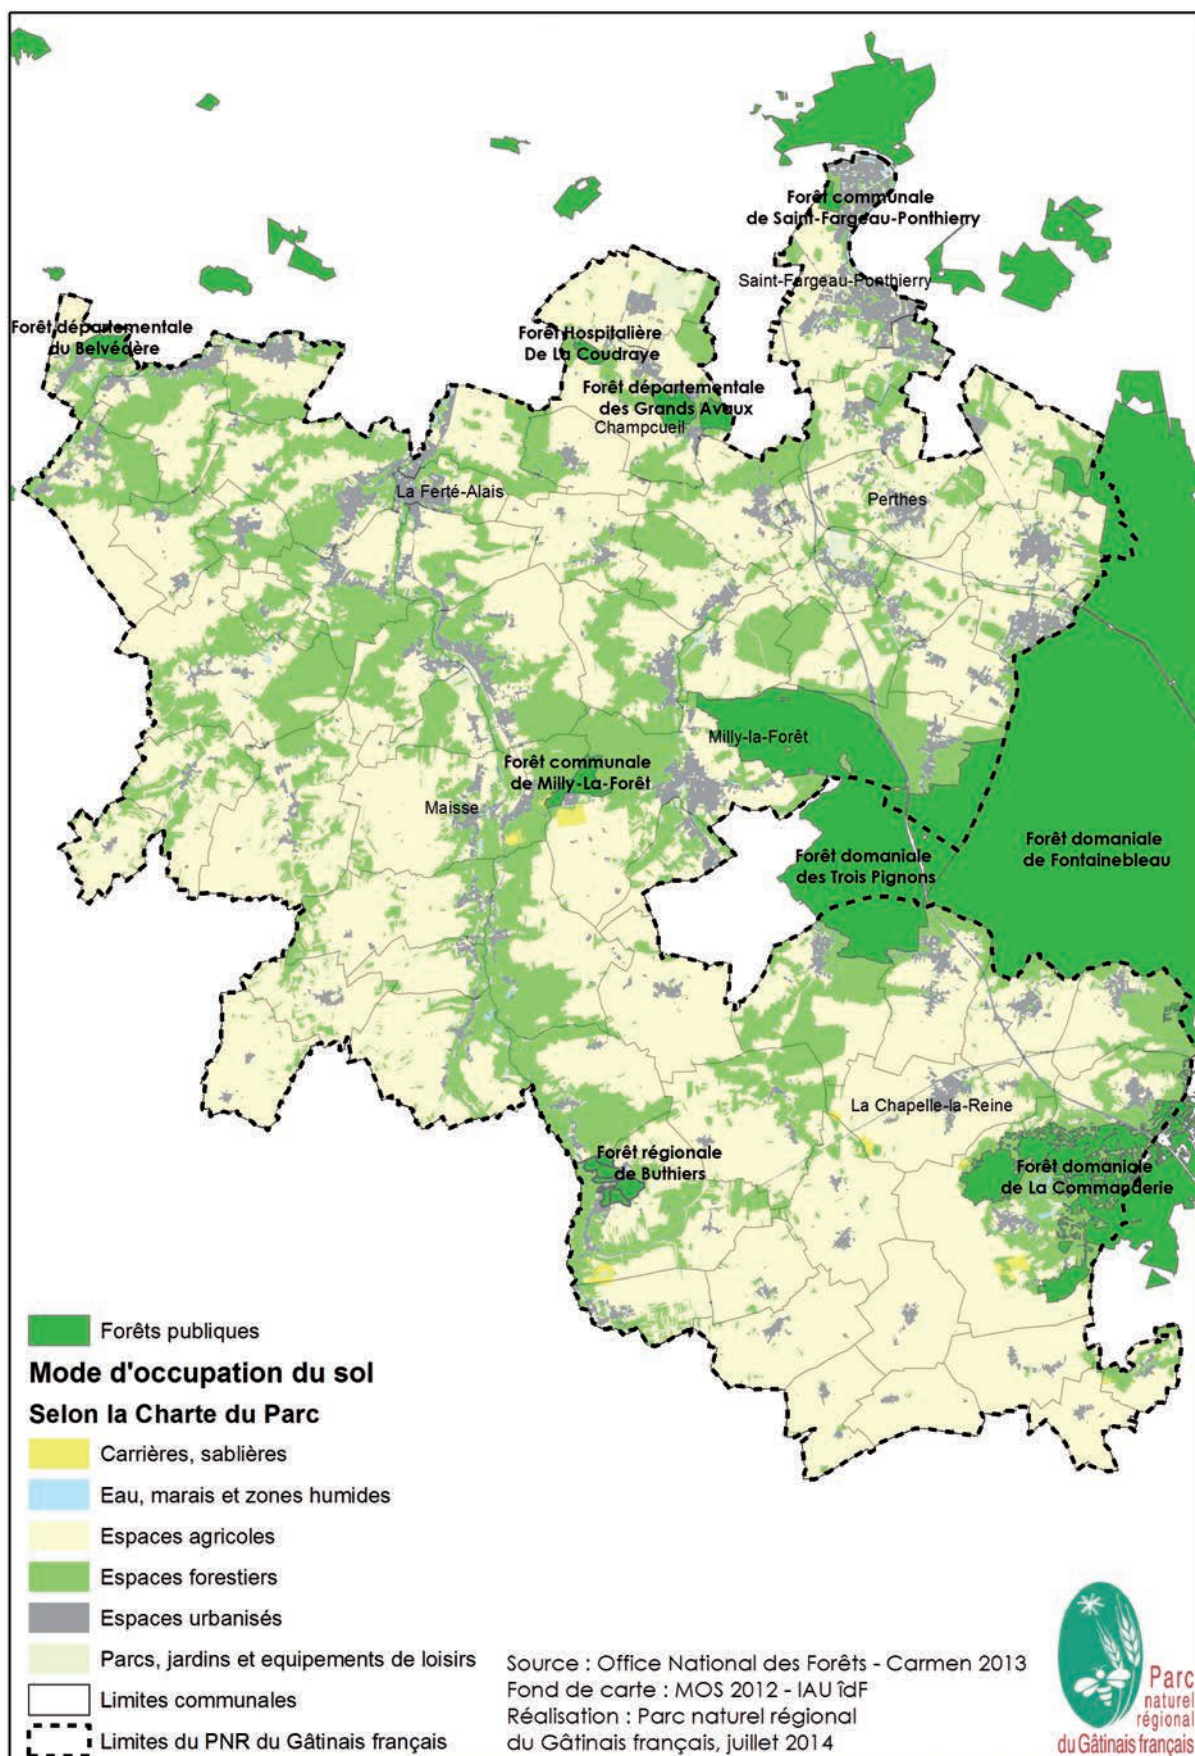 Forêt communale
de Saint-Fargeau-Ponthierry
Saint-Fargeau-Ponthierry
Forêt départementale
du Belvédère
Forêt Hospitalière
De La Coudraye
Forêt départementale
des Grands Avaux
Champcueil
La Ferté-Alais
Perthes
Milly-la-Forêt
Forêt communale
de Milly-La-Forêt
Maisse
Forêt domaniale
des Trois Pignons
Forêt domaniale
de Fontainebleau
La Chapelle-la-Reine
Forêt régionale
de Buthiers
Forêt domaniale
de La Commanderie
Forêts publiques
Mode d'occupation du sol
Selon la Charte du Parc
Carrières, sablières
Eau, marais et zones humides
Espaces agricoles
Espaces forestiers
Espaces urbanisés
Parcs, jardins et equipements de loisirs
Limites communales
Limites du PNR du Gâtinais français
Source : Office National des Forêts - Carmen 2013
Fond de carte : MOS 2012 - IAU îdF
Réalisation : Parc naturel régional
du Gâtinais français, juillet 2014
Parc
naturel
régional
du Gâtinais français